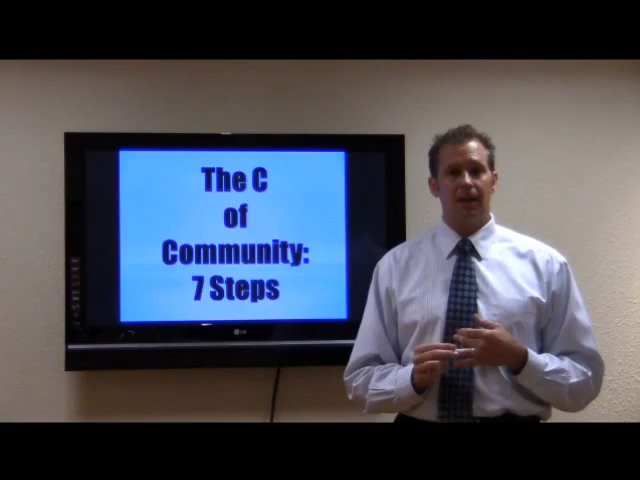 The C
of
Community:
7 Steps
LG